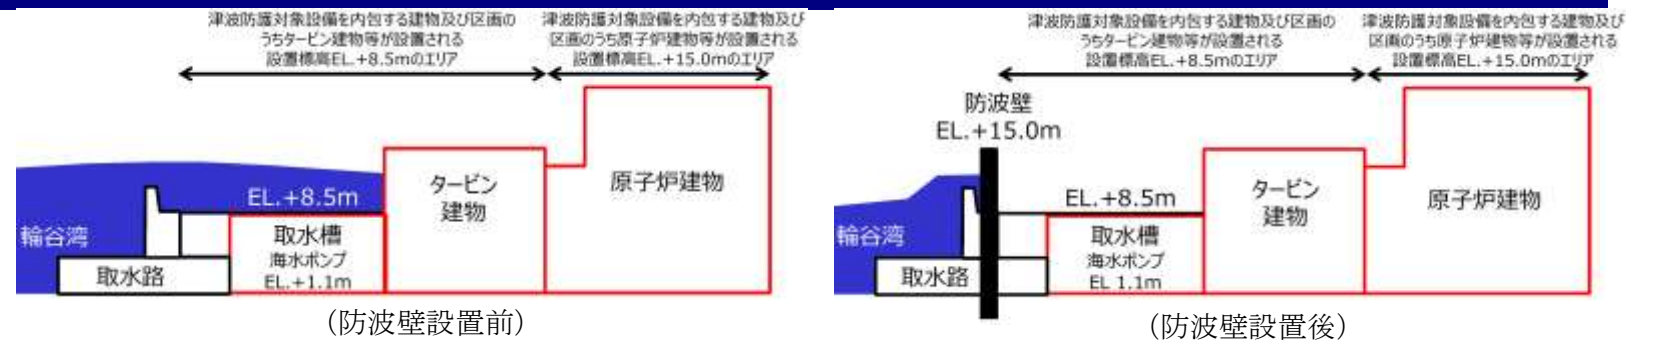 津波防護対象設備を内包する建物及び区画の
うちタービン建物等が設置される
設置標高EL.+8.5mのエリア
津波防護対象設備を内包する建物及び
区画のうち原子炉建物等が設置される
設置標高EL.+15.0mのエリア
EL.+8.5m
タービン
建物
原子炉建物
輪谷湾
取水槽
海水ポンプ
EL.+1.1m
取水路
(防波壁設置前)
津波防護対象設備を内包する建物及び区画の
うちタービン建物等が設置される
設置標高EL.+8.5mのエリア
津波防護対象設備を内包する建物及び
区画のうち原子炉建物等が設置される
設置標高EL.+15.0mのエリア
防波壁
EL.+15.0m
EL.+8.5m
タービン
建物
原子炉建物
輪谷湾
取水槽
海水ポンプ
EL 1.1m
取水路
(防波壁設置後)